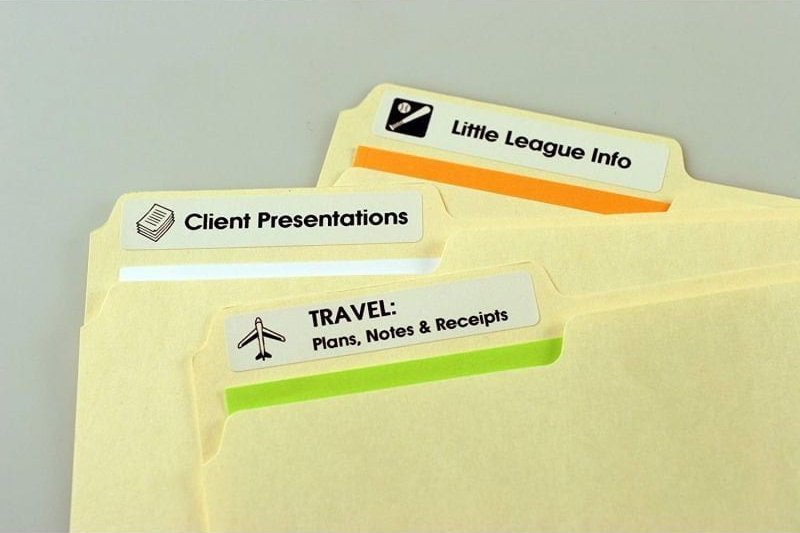 Little League Info
Client Presentations
TRAVEL:
Plans, Notes & Receipts